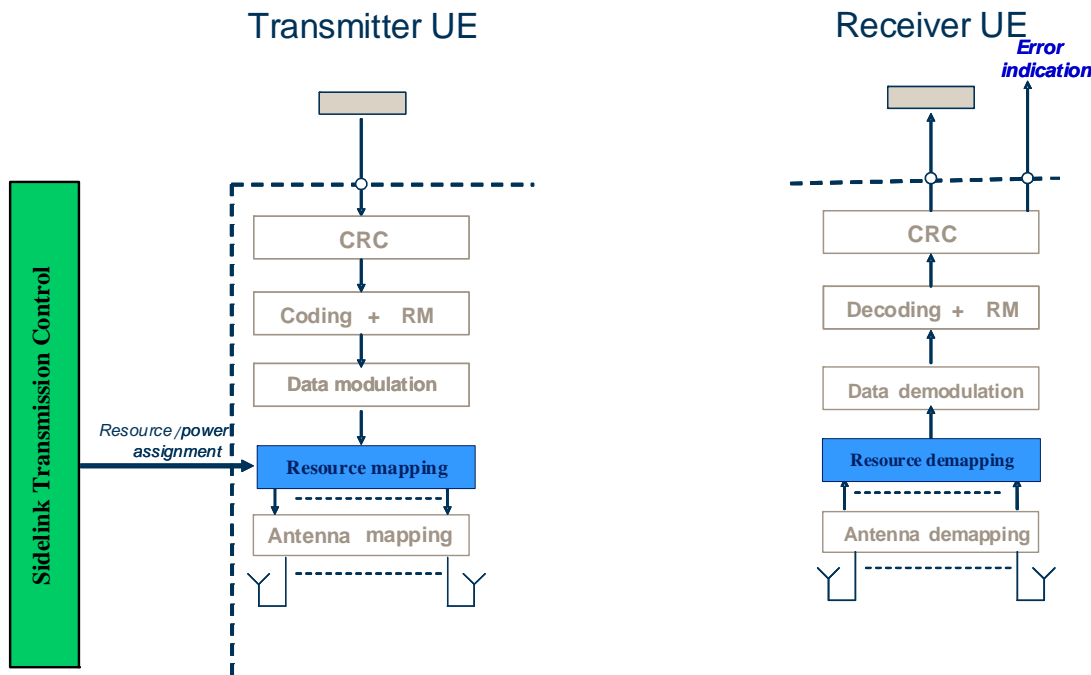 Transmitter UE
Receiver UE
Error
indication
CRC
Coding + RM
Data modulation
Resource/power
assignment
Resource mapping
Antenna mapping
Sidelink Transmission Control
CRC
Decoding + RM
Data demodulation
Resource demapping
Antenna demapping